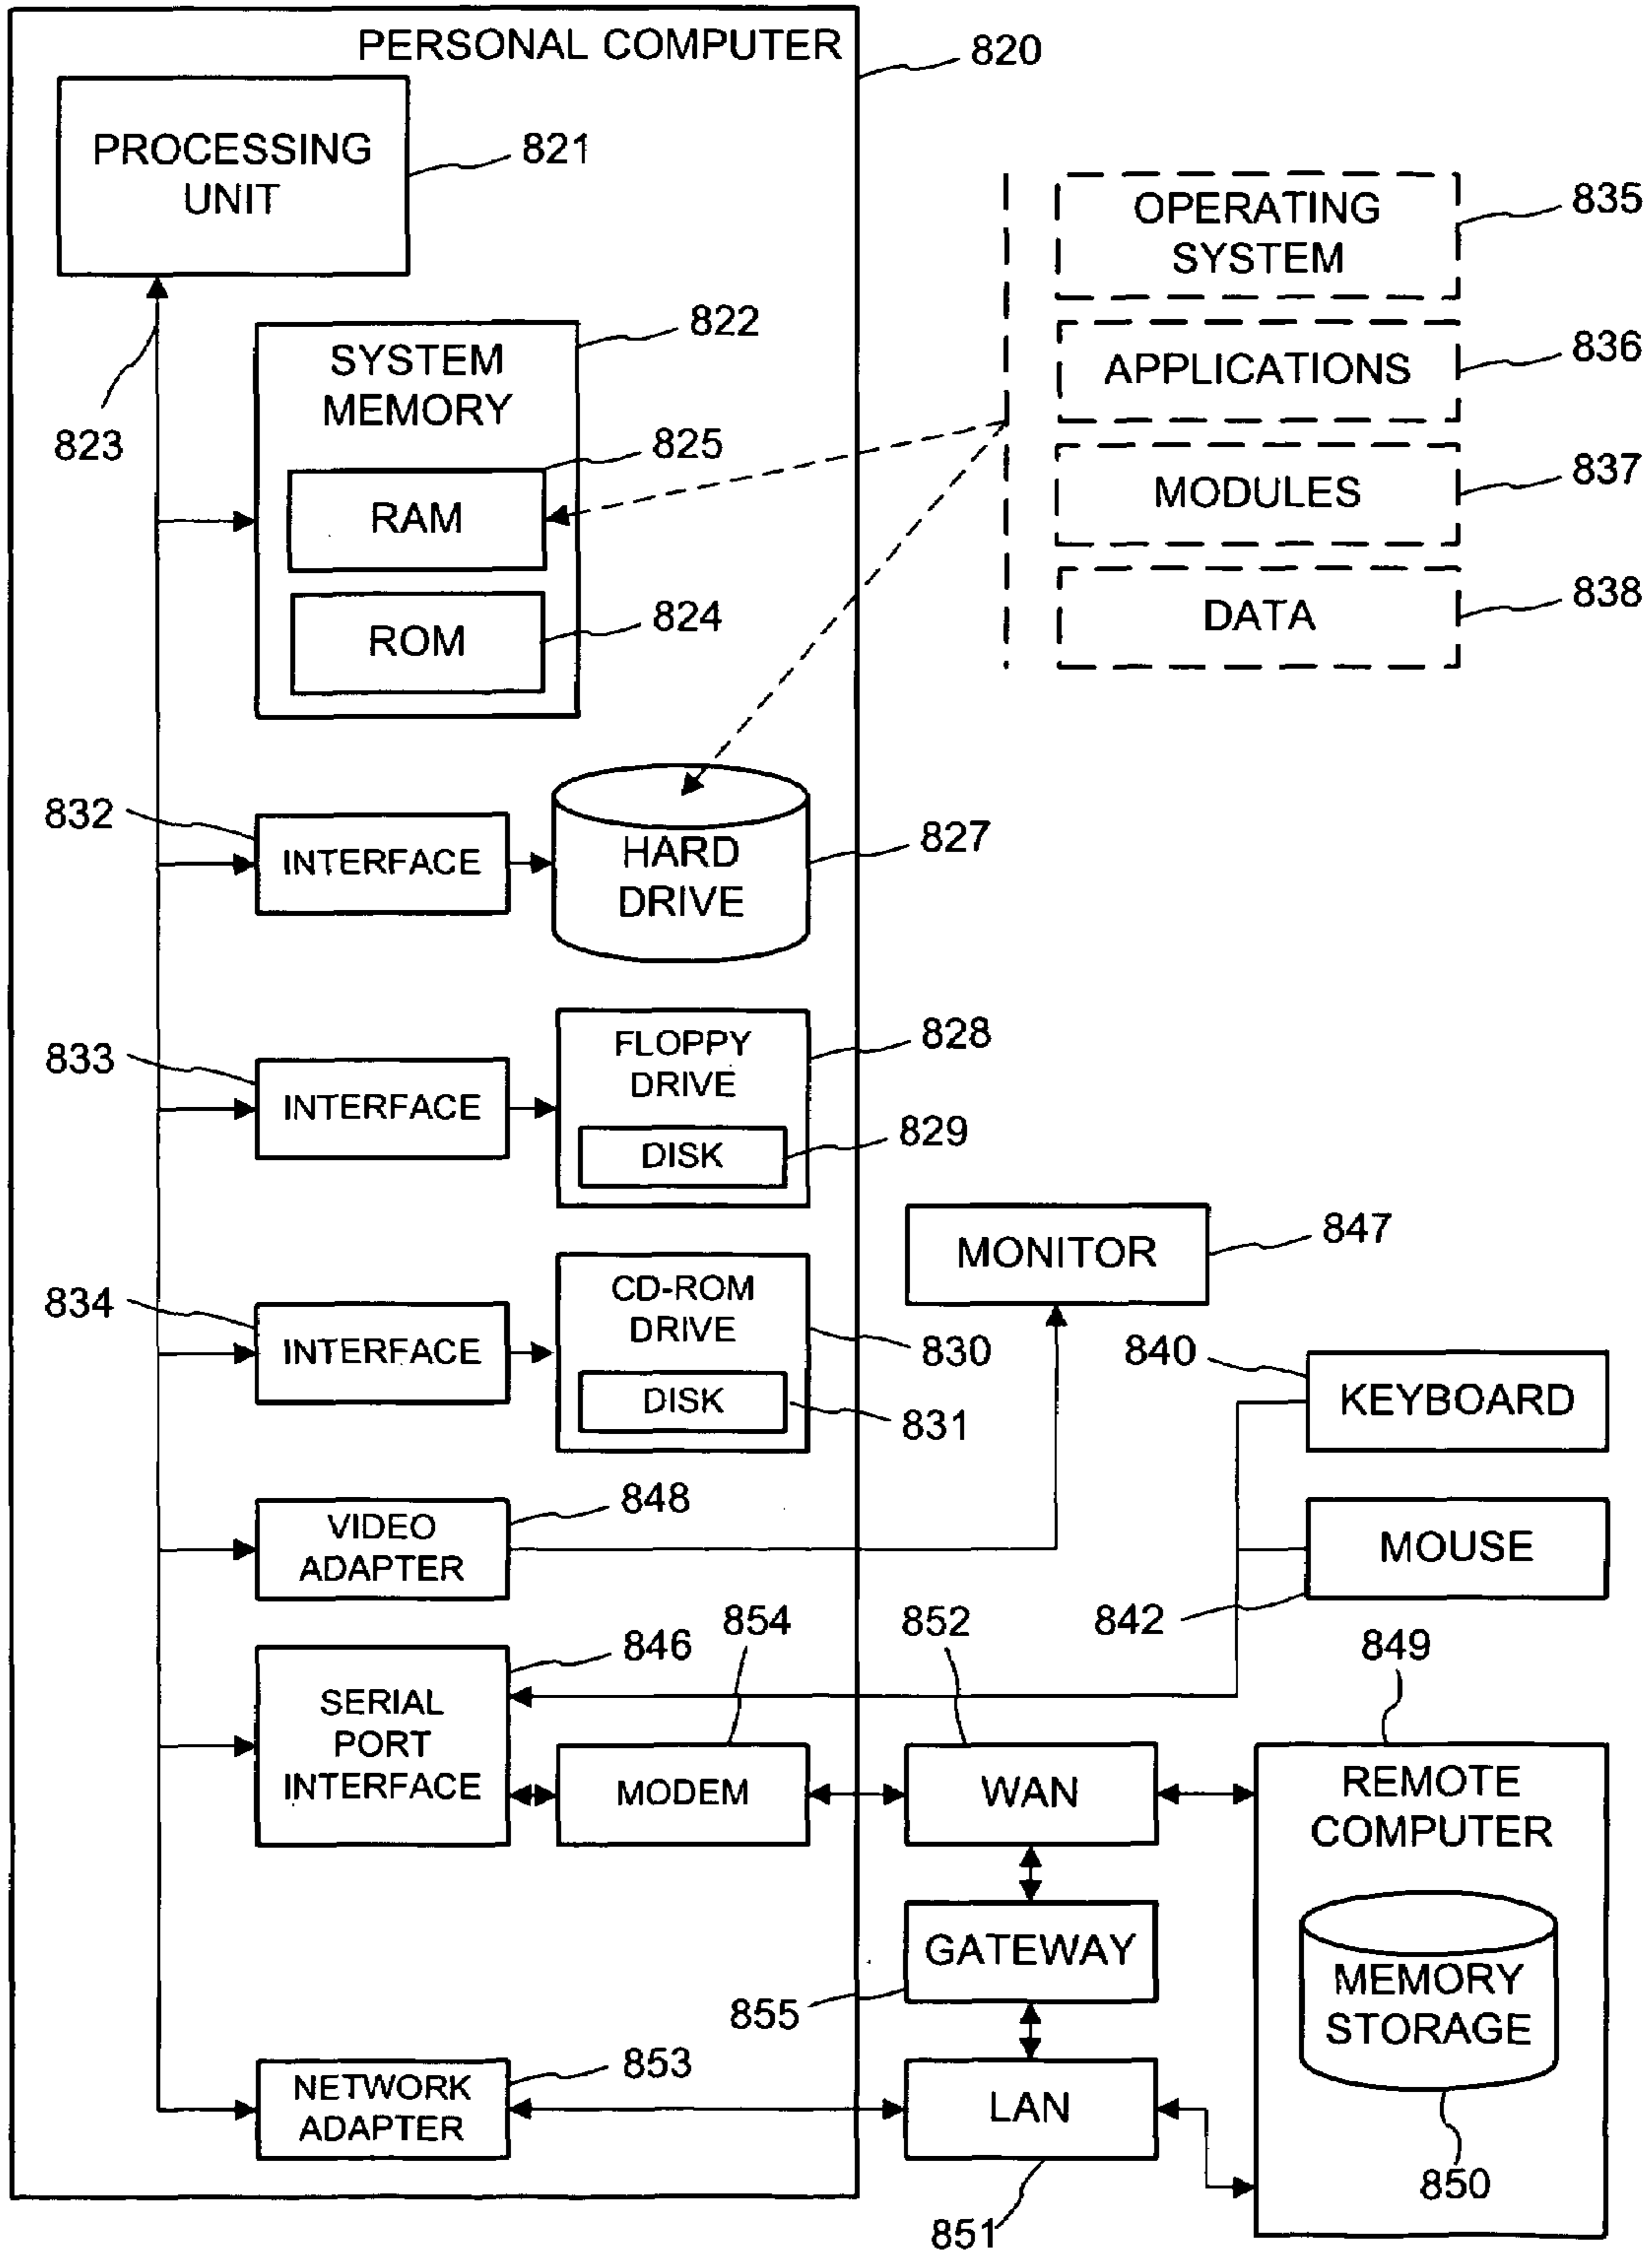 PERSONAL COMPUTER
820
PROCESSING
UNIT
821
823
SYSTEM
MEMORY
822
RAM
825
ROM
824
OPERATING
SYSTEM
835
APPLICATIONS
836
MODULES
837
DATA
838
832
INTERFACE
HARD
DRIVE
827
833
INTERFACE
FLOPPY
DRIVE
828
DISK
829
834
INTERFACE
CD-ROM
DRIVE
830
DISK
831
MONITOR
847
840
KEYBOARD
MOUSE
842
VIDEO
ADAPTER
848
SERIAL
PORT
INTERFACE
846
854
MODEM
852
WAN
849
REMOTE
COMPUTER
MEMORY
STORAGE
850
GATEWAY
855
NETWORK
ADAPTER
853
LAN
851